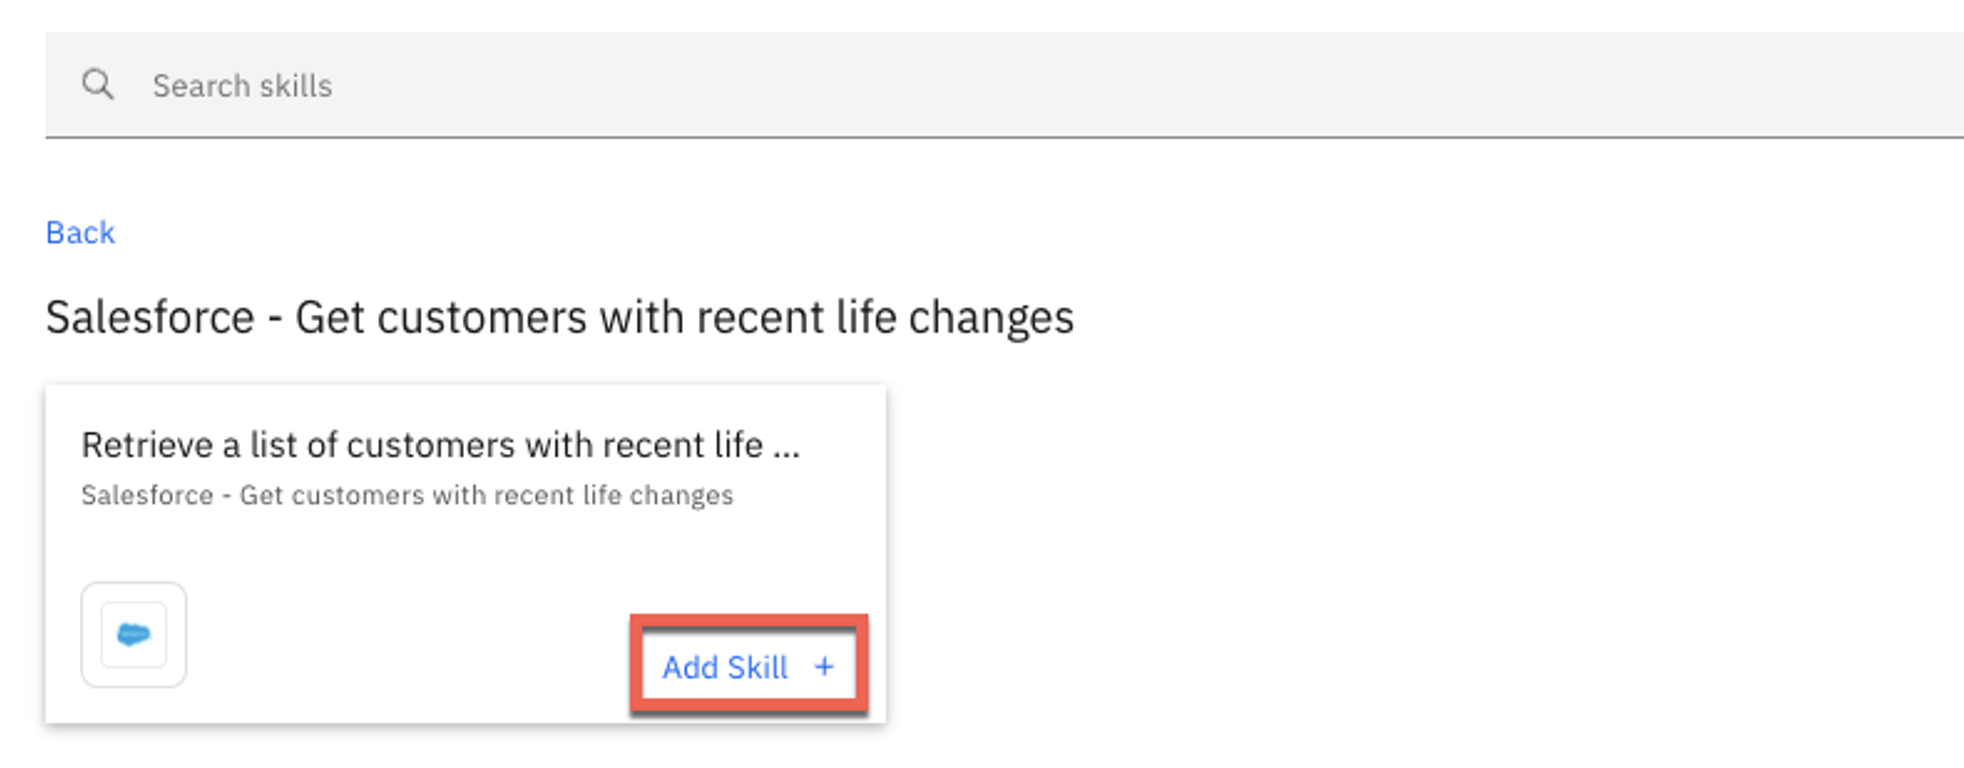 Search skills
Back
Salesforce - Get customers with recent life changes
Retrieve a list of customers with recent life ...
Salesforce - Get customers with recent life changes
Add Skill +